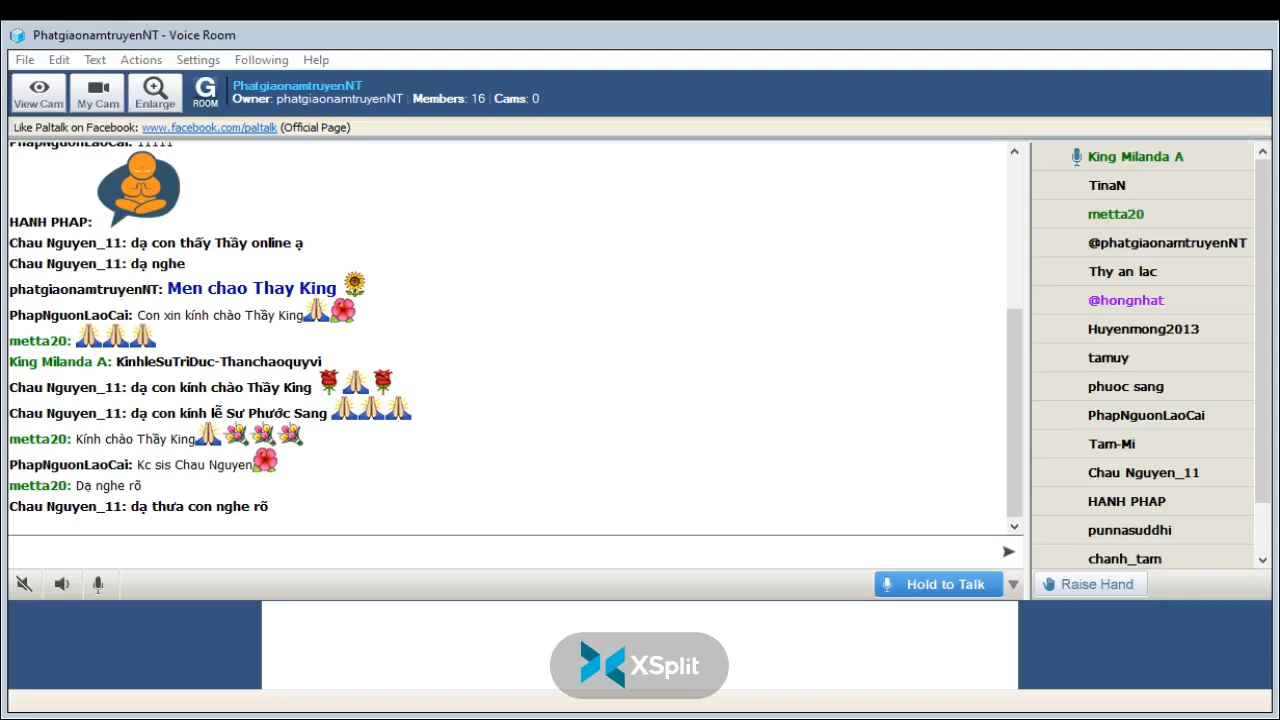 PhatgiaonamtruyenNT - Voice Room
File Edit Text Actions Settings Following Help
View Cam
My Cam
Enlarge
G ROOM
PhatgiaonamtruyenNT
Owner: phatgiaonamtruyenNT Members: 16 Cams: 0
Like Paltalk on Facebook: www.facebook.com/paltalk (Official Page)
PhapNguonLaoCai: 11111
HANH PHAP:
Chau Nguyen_11: dạ con thấy Thầy online ạ
Chau Nguyen_11: dạ nghe
phatgiaonamtruyenNT: Men chao Thay King
PhapNguonLaoCai: Con xin kính chào Thầy King
metta20:
King Milanda A: KinhleSuTriDuc-Thanchaoquyvi
Chau Nguyen_11: dạ con kính chào Thầy King
Chau Nguyen_11: dạ con kính lễ Sư Phước Sang
metta20: Kính chào Thầy King
PhapNguonLaoCai: Kc sis Chau Nguyen
metta20: Dạ nghe rõ
Chau Nguyen_11: dạ thưa con nghe rõ
Hold to Talk
King Milanda A
TinaN
metta20
@phatgiaonamtruyenNT
Thy an lac
@hongnhat
Huyenmong2013
tamuy
phuoc sang
PhapNguonLaoCai
Tam-Mi
Chau Nguyen_11
HANH PHAP
punnasuddhi
chanh_tam
Raise Hand
XSplit